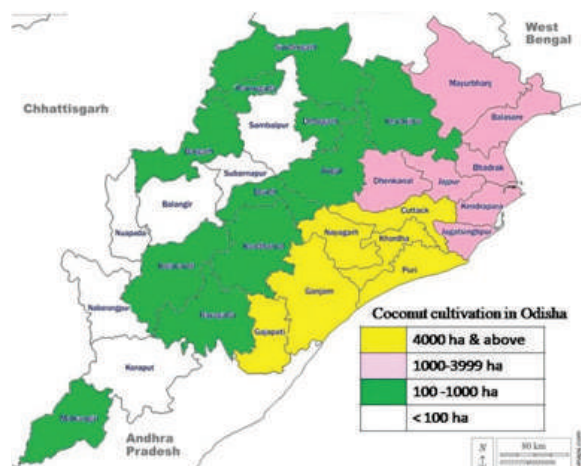 West
Bengal
Chhattisgarh
Mayurbhanj
Balasore
Sambalpur
Bhadrak
Subarnapur
Dhenkanal
Jajpur
Kendrapara
Balangir
Cuttack
Nuapada
Nayagarh
Khordha
Jagatsinghpur
Puri
Ganjam
Nabarangpur
Gajapati
Koraput
Andhra
Pradesh
Coconut cultivation in Odisha
4000 ha & above
1000-3999 ha
100 -1000 ha
< 100 ha
N
80 km